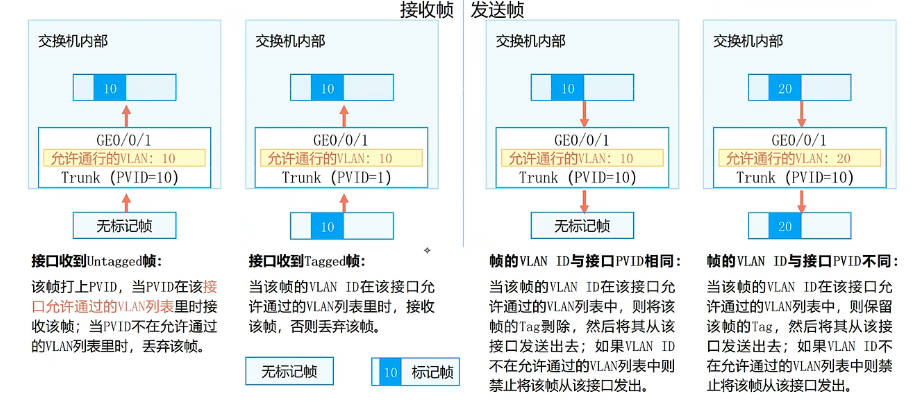 接收帧 发送帧
交换机内部
10
GE0/0/1
允许通行的VLAN: 10
Trunk (PVID=10)
无标记帧
接口收到Untagged帧:
该帧打上PVID, 当PVID在该接
口允许通过的VLAN列表里时接
收该帧; 当PVID不在允许通过
的VLAN列表里时, 丢弃该帧。
交换机内部
10
GE0/0/1
允许通行的VLAN: 10
Trunk (PVID=1)
10
接口收到Tagged帧:
当该帧的VLAN ID在该接口允
许通过的VLAN列表里时, 接收
该帧, 否则丢弃该帧。
无标记帧
10 标记帧
交换机内部
10
GE0/0/1
允许通行的VLAN: 10
Trunk (PVID=10)
无标记帧
帧的VLAN ID与接口PVID相同:
当该帧的VLAN ID在该接口允
许通过的VLAN列表中, 则将该
帧的Tag剥除, 然后将其从该
接口发送出去; 如果VLAN ID
不在允许通过的VLAN列表中则
禁止将该帧从该接口发出。
交换机内部
20
GE0/0/1
允许通行的VLAN: 20
Trunk (PVID=10)
20
帧的VLAN ID与接口PVID不同:
当该帧的VLAN ID在该接口允
许通过的VLAN列表中, 则保留
该帧的Tag, 然后将其从该接
口发送出去; 如果VLAN ID不
在允许通过的VLAN列表中则禁
止将该帧从该接口发出。